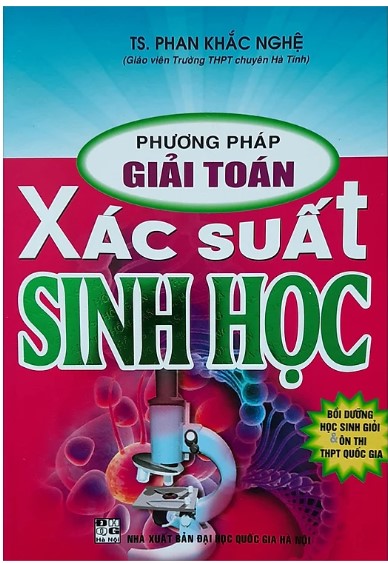 TS. PHAN KHẮC NGHỆ
(Giáo viên Trường THPT chuyên Hà Tĩnh)
PHƯƠNG PHÁP
GIẢI TOÁN
XÁC SUẤT
SINH HỌC
BỒI DƯỠNG
HỌC SINH GIỎI
& ÔN THI
THPT QUỐC GIA
Hà Nội
NHÀ XUẤT BẢN ĐẠI HỌC QUỐC GIA HÀ NỘI